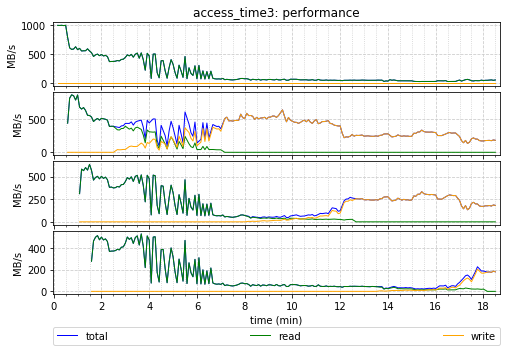 access_time3: performance
1000
500
0
MB/s
500
0
MB/s
500
250
0
MB/s
400
200
0
MB/s
0 2 4 6 8 10 12 14 16 18
time (min)
total read write